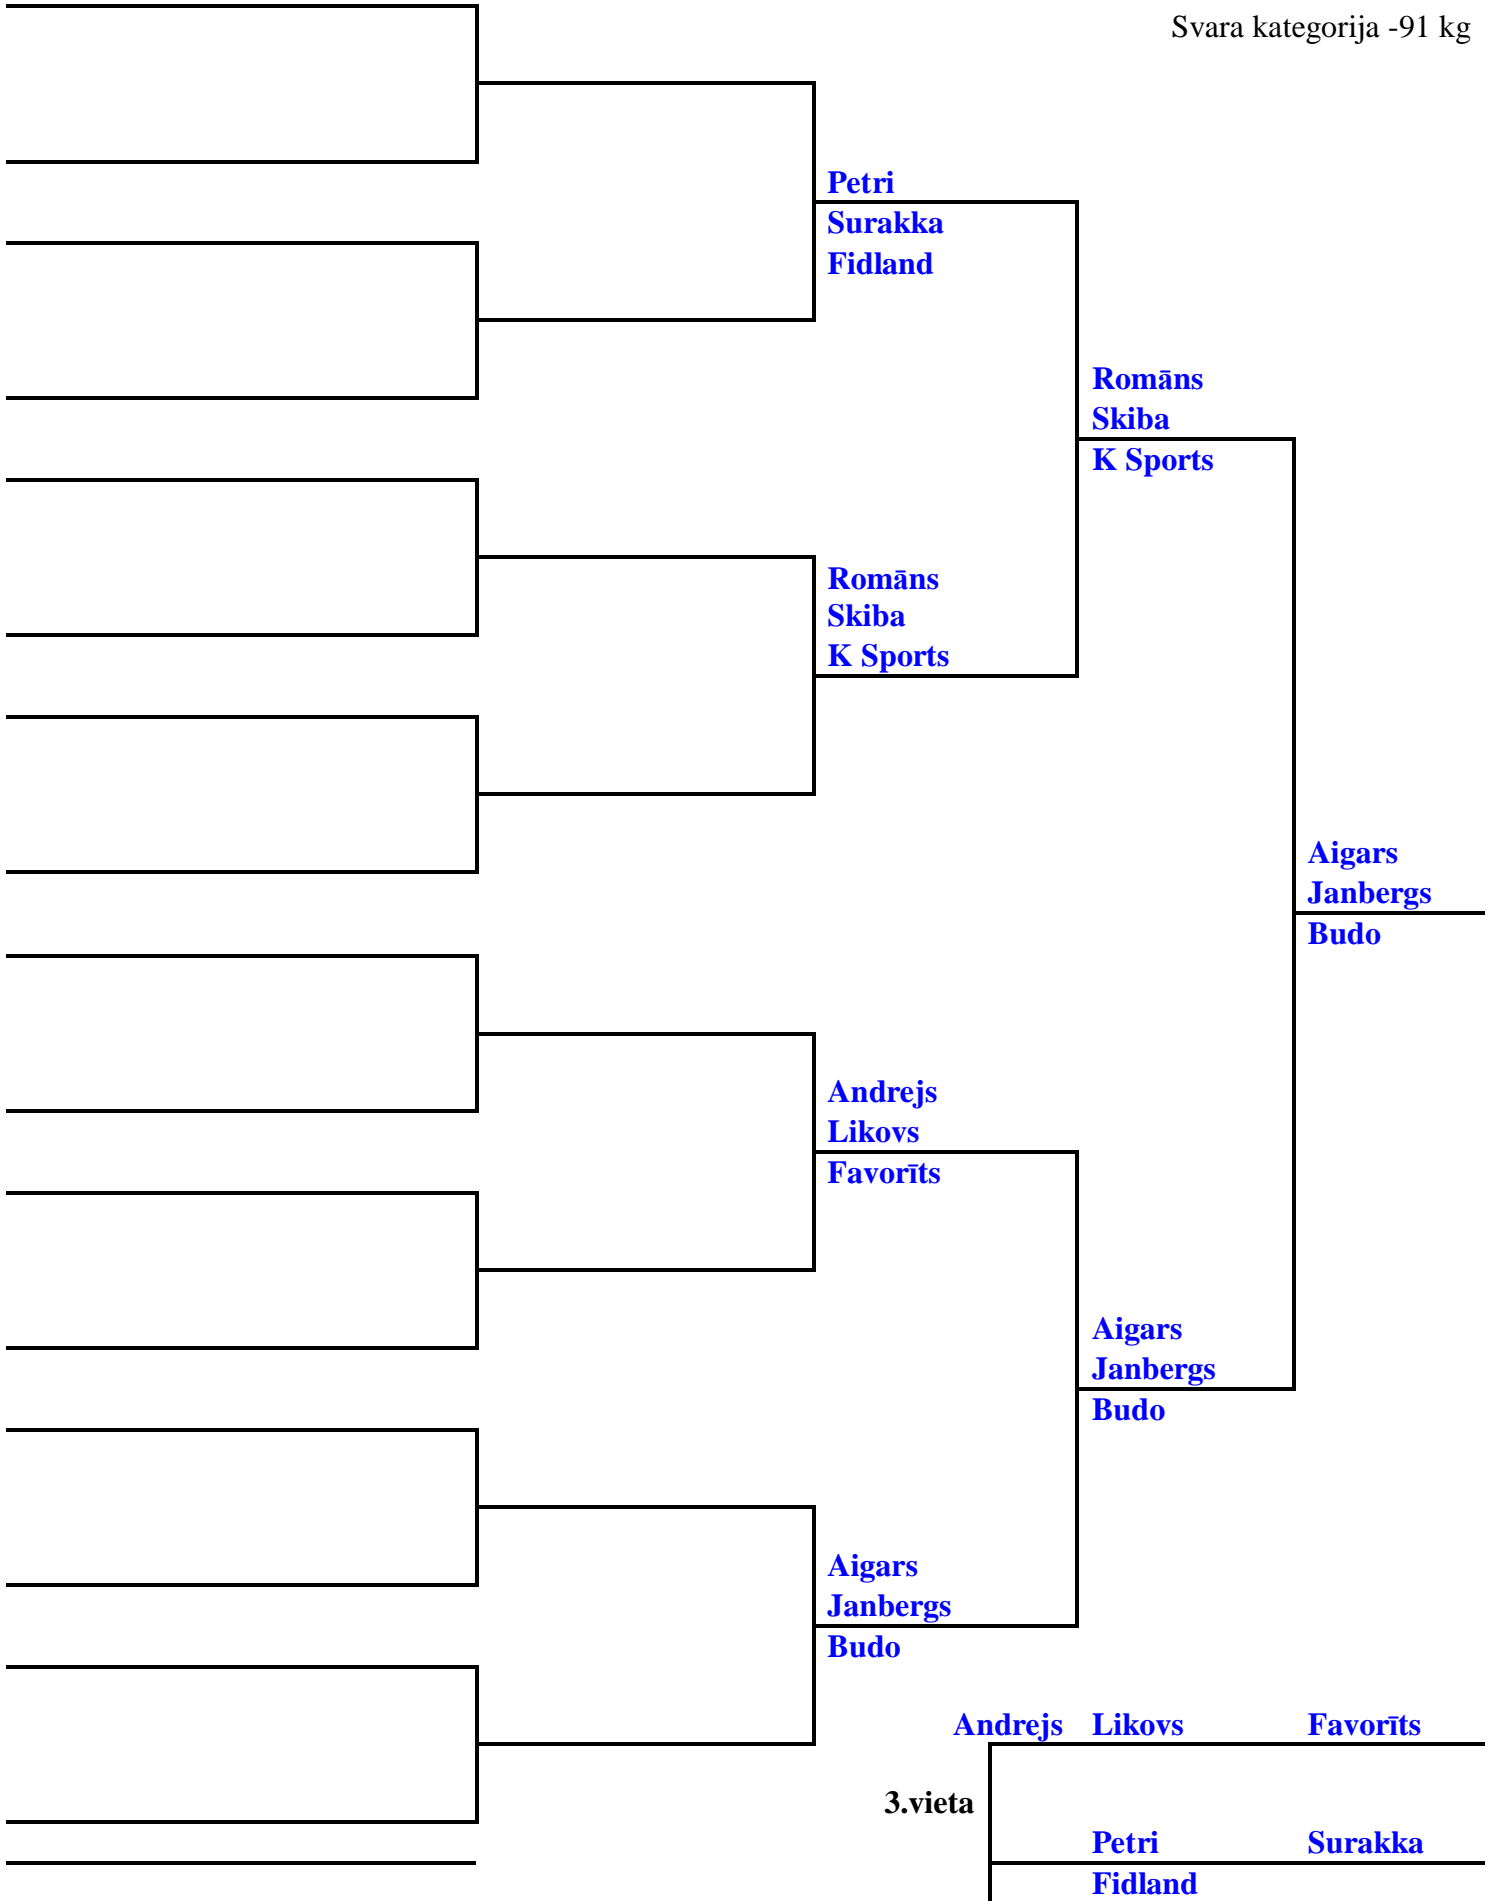 Svara kategorija -91 kg
Petri
Surakka
Fidland
Romāns
Skiba
K Sports
Romāns
Skiba
K Sports
Aigars
Janbergs
Budo
Andrejs
Likovs
Favorīts
Aigars
Janbergs
Budo
Aigars
Janbergs
Budo
Andrejs Likovs Favorīts
3.vieta
Petri Surakka
Fidland